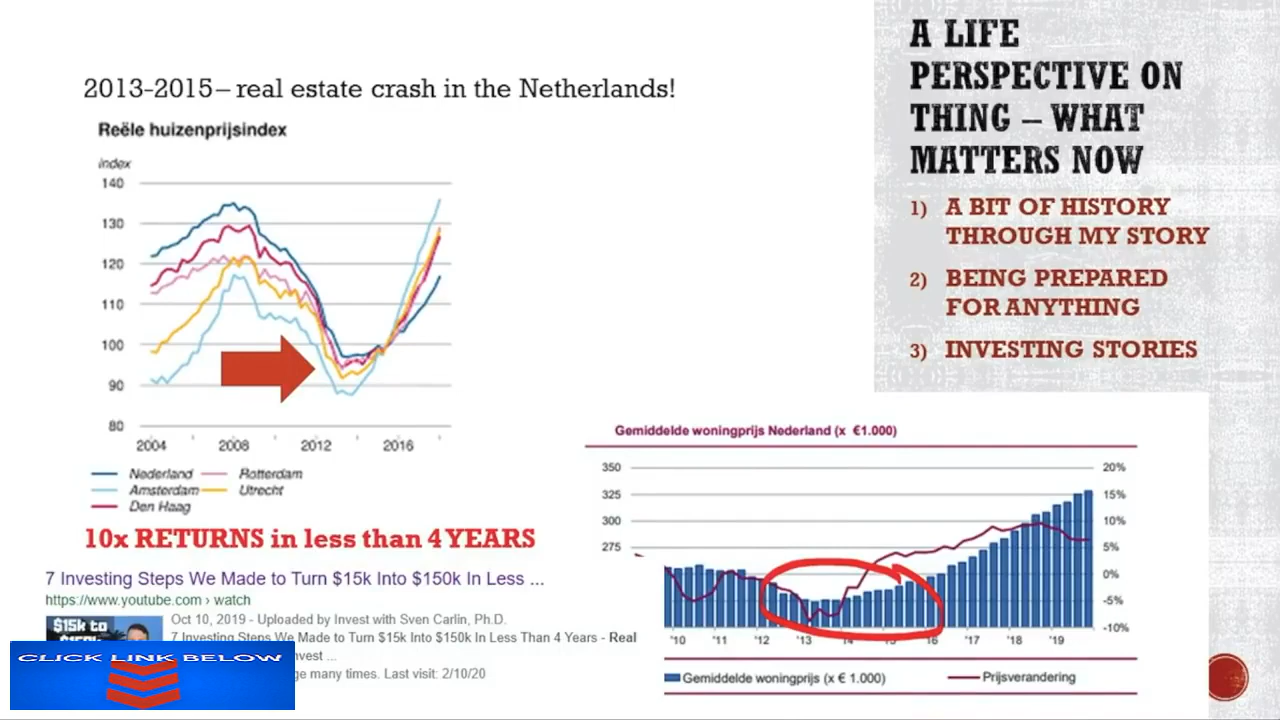 2013-2015 – real estate crash in the Netherlands!
Reële huizenprijsindex
index
140
130
120
110
100
90
80
2004 2008 2012 2016
Nederland Rotterdam
Amsterdam Utrecht
Den Haag
10x RETURNS in less than 4 YEARS
7 Investing Steps We Made to Turn $15k Into $150k In Less ...
https://www.youtube.com › watch
Oct 10, 2019 - Uploaded by Invest with Sven Carlin, Ph.D.
7 Investing Steps We Made to Turn $15k Into $150k In Less Than 4 Years - Real
nvest ...
ge many times. Last visit: 2/10/20
$15k to
CLICK LINK BELOW
A LIFE
PERSPECTIVE ON
THING – WHAT
MATTERS NOW
1) A BIT OF HISTORY
THROUGH MY STORY
2) BEING PREPARED
FOR ANYTHING
3) INVESTING STORIES
Gemiddelde woningprijs Nederland (x €1.000)
350 20%
325 15%
300 10%
275 5%
0%
-5%
-10%
'10 '11 '12 '13 '14 '15 '16 '17 '18 '19
Gemiddelde woningprijs (x € 1.000) Prijsverandering